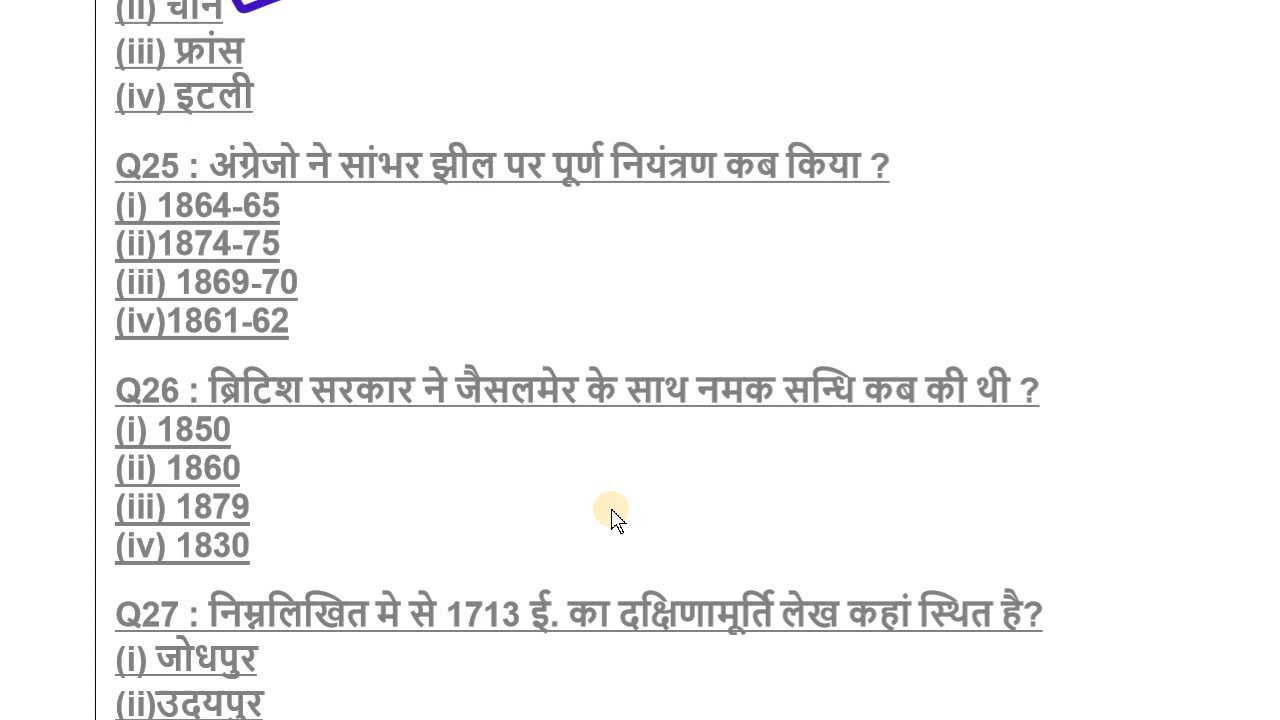 (ii) चीन
(iii) फ्रांस
(iv) इटली
Q25 : अंग्रेजो ने सांभर झील पर पूर्ण नियंत्रण कब किया ?
(i) 1864-65
(ii)1874-75
(iii) 1869-70
(iv)1861-62
Q26 : ब्रिटिश सरकार ने जैसलमेर के साथ नमक सन्धि कब की थी ?
(i) 1850
(ii) 1860
(iii) 1879
(iv) 1830
Q27 : निम्नलिखित मे से 1713 ई. का दक्षिणामूर्ति लेख कहां स्थित है?
(i) जोधपुर
(ii)उदयपुर